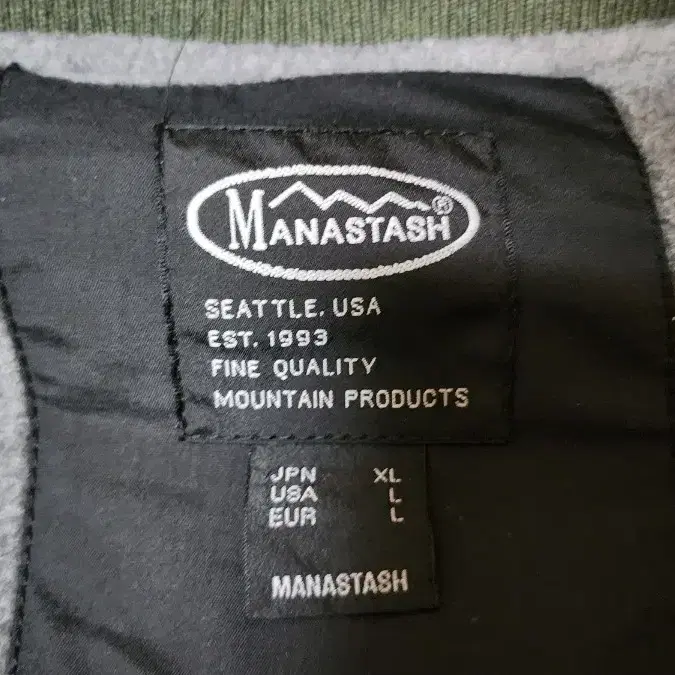 MANASTASH®
SEATTLE, USA
EST. 1993
FINE QUALITY
MOUNTAIN PRODUCTS
JPN XL
USA L
EUR L
MANASTASH